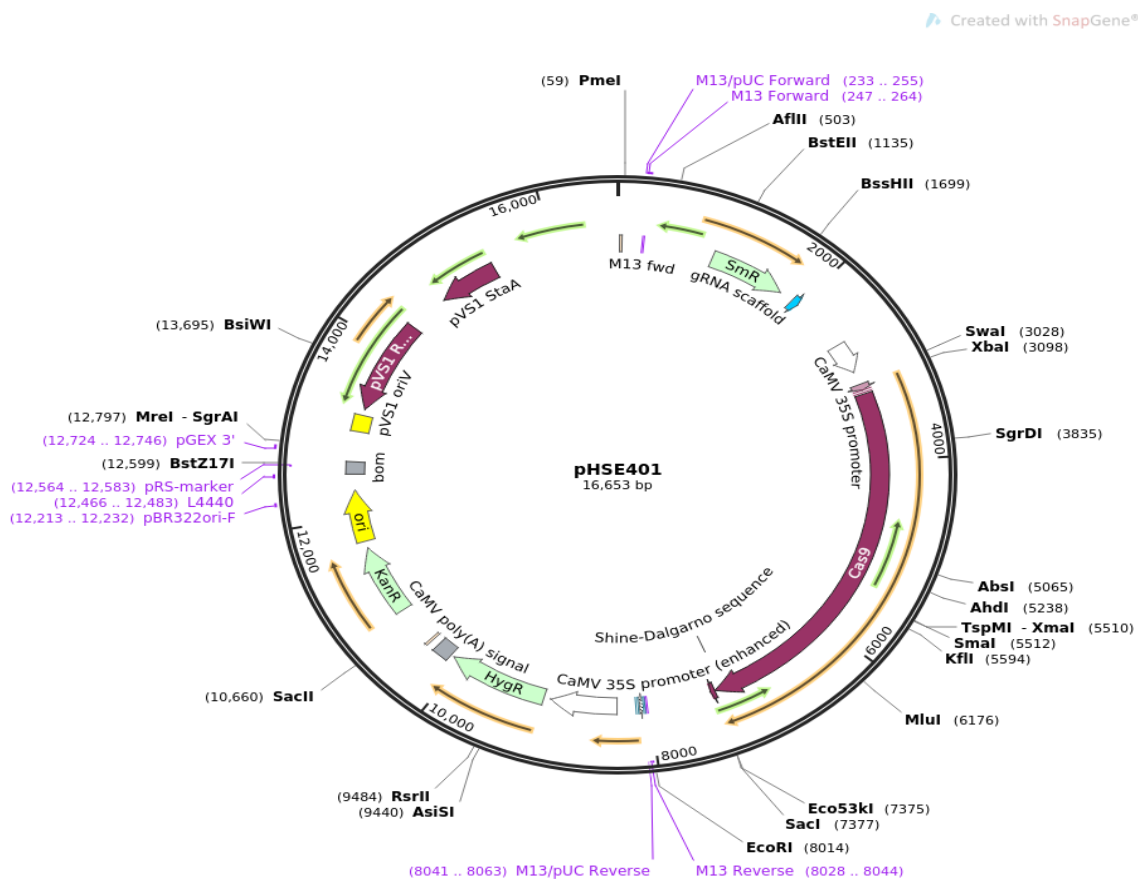 Created with SnapGene®
(59) PmeI
M13/pUC Forward (233 .. 255)
M13 Forward (247 .. 264)
AflII (503)
BstEII (1135)
BssHII (1699)
16,000
2000
M13 fwd
SmR
gRNA scaffold
pVS1 StaA
(13,695) BsiWI
14,000
pVS1 R...
pVS1 oriV
SwaI (3028)
XbaI (3098)
CaMV 35S promoter
(12,797) MreI - SgrAI
(12,724 .. 12,746) pGEX 3'
(12,599) BstZ17I
(12,564 .. 12,583) pRS-marker
(12,466 .. 12,483) L4440
(12,213 .. 12,232) pBR322ori-F
bom
pHSE401
16,653 bp
4000
SgrDI (3835)
ori
12,000
Cas9
KanR
CaMV poly(A) signal
Shine-Dalgarno sequence
AbsI (5065)
AhdI (5238)
TspMI - XmaI (5510)
SmaI (5512)
KflI (5594)
6000
HygR
CaMV 35S promoter (enhanced)
(10,660) SacII
10,000
MluI (6176)
8000
(9484) RsrII
(9440) AsiSI
Eco53kI (7375)
SacI (7377)
EcoRI (8014)
(8041 .. 8063) M13/pUC Reverse
M13 Reverse (8028 .. 8044)